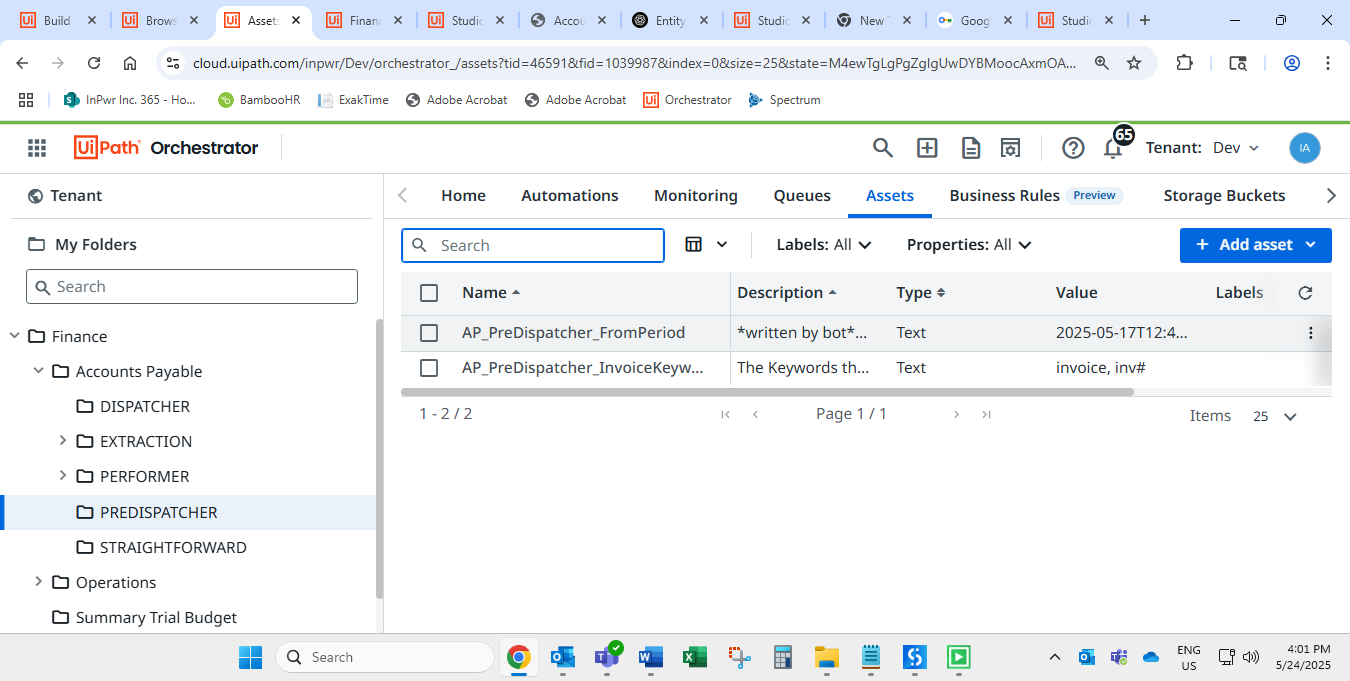 Build
Brows
Assets
Financ
Studio
Accou
Entity
Studio
New T
Goog
Studio
cloud.uipath.com/inpwr/Dev/orchestrator_/assets?tid=46591&fid=1039987&index=0&size=25&state=M4ewTgLgPgZglgUwDYBMoocAxmOA...
InPwr Inc. 365 - Ho...
BambooHR
ExakTime
Adobe Acrobat
Adobe Acrobat
Orchestrator
Spectrum
UiPath Orchestrator
65
Tenant: Dev
IA
Tenant
Home
Automations
Monitoring
Queues
Assets
Business Rules
Preview
Storage Buckets
My Folders
Search
Labels: All
Properties: All
+ Add asset
Search
Name
Description
Type
Value
Labels
Finance
AP_PreDispatcher_FromPeriod
*written by bot*...
Text
2025-05-17T12:4...
Accounts Payable
AP_PreDispatcher_InvoiceKeyw...
The Keywords th...
Text
invoice, inv#
DISPATCHER
1 - 2 / 2
Page 1 / 1
Items 25
EXTRACTION
PERFORMER
PREDISPATCHER
STRAIGHTFORWARD
Operations
Summary Trial Budget
Search
ENG
US
4:01 PM
5/24/2025